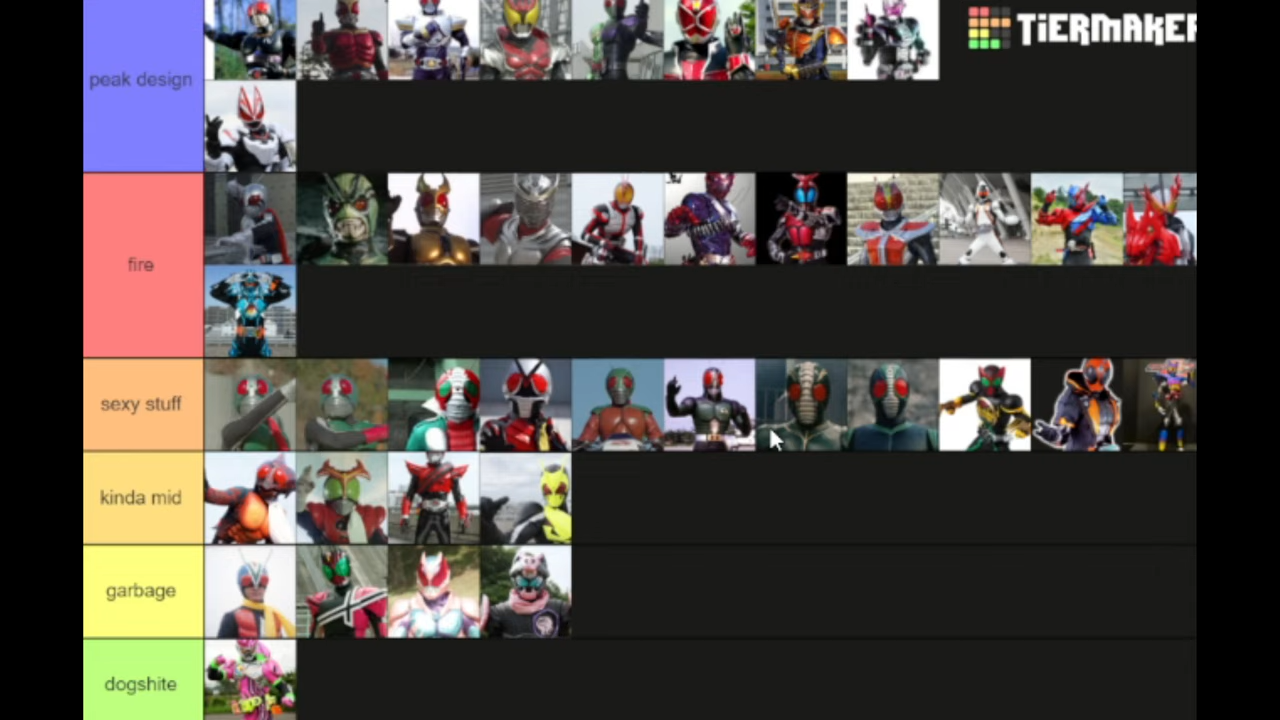 peak design
TiERMAKER
fire
sexy stuff
kinda mid
garbage
dogshite